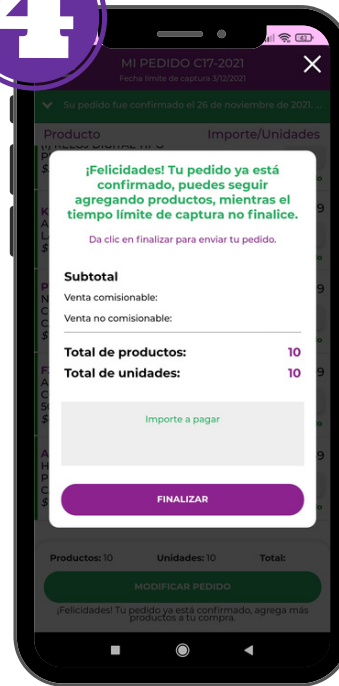 4
MI PEDIDO C17-2021
Fecha límite de captura 3/12/2021
Su pedido fue confirmado el 26 de noviembre de 2021. ...
Producto Importe/Unidades
¡Felicidades! Tu pedido ya está
confirmado, puedes seguir
agregando productos, mientras el
tiempo límite de captura no finalice.
Da clic en finalizar para enviar tu pedido.
Subtotal
Venta comisionable:
Venta no comisionable:
Total de productos: 10
Total de unidades: 10
Importe a pagar
FINALIZAR
Productos: 10 Unidades: 10 Total:
MODIFICAR PEDIDO
¡Felicidades! Tu pedido ya está confirmado, agrega más
productos a tu compra.